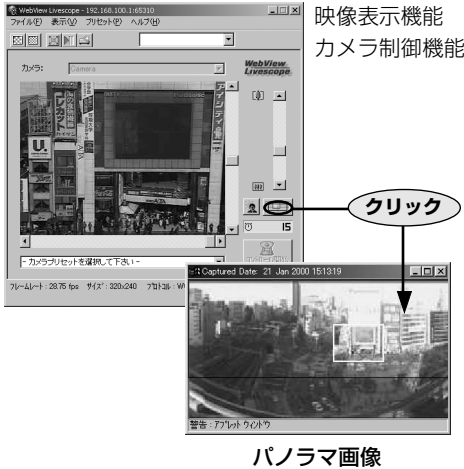 WebView Livescope - 192.168.100.1:65310
ファイル(F) 表示(V) プリセット(P) ヘルプ(H)
映像表示機能
カメラ制御機能
カメラ:
Camera
WebView
Livescope
U.
ALTA
ALTA
15
クリック
- カメラプリセットを選択して下さい -
フレームレート : 28.75 fps サイズ : 320x240
Captured Date: 21 Jan 2000 15:13:19
警告 : アプレット ウィンドウ
パノラマ画像